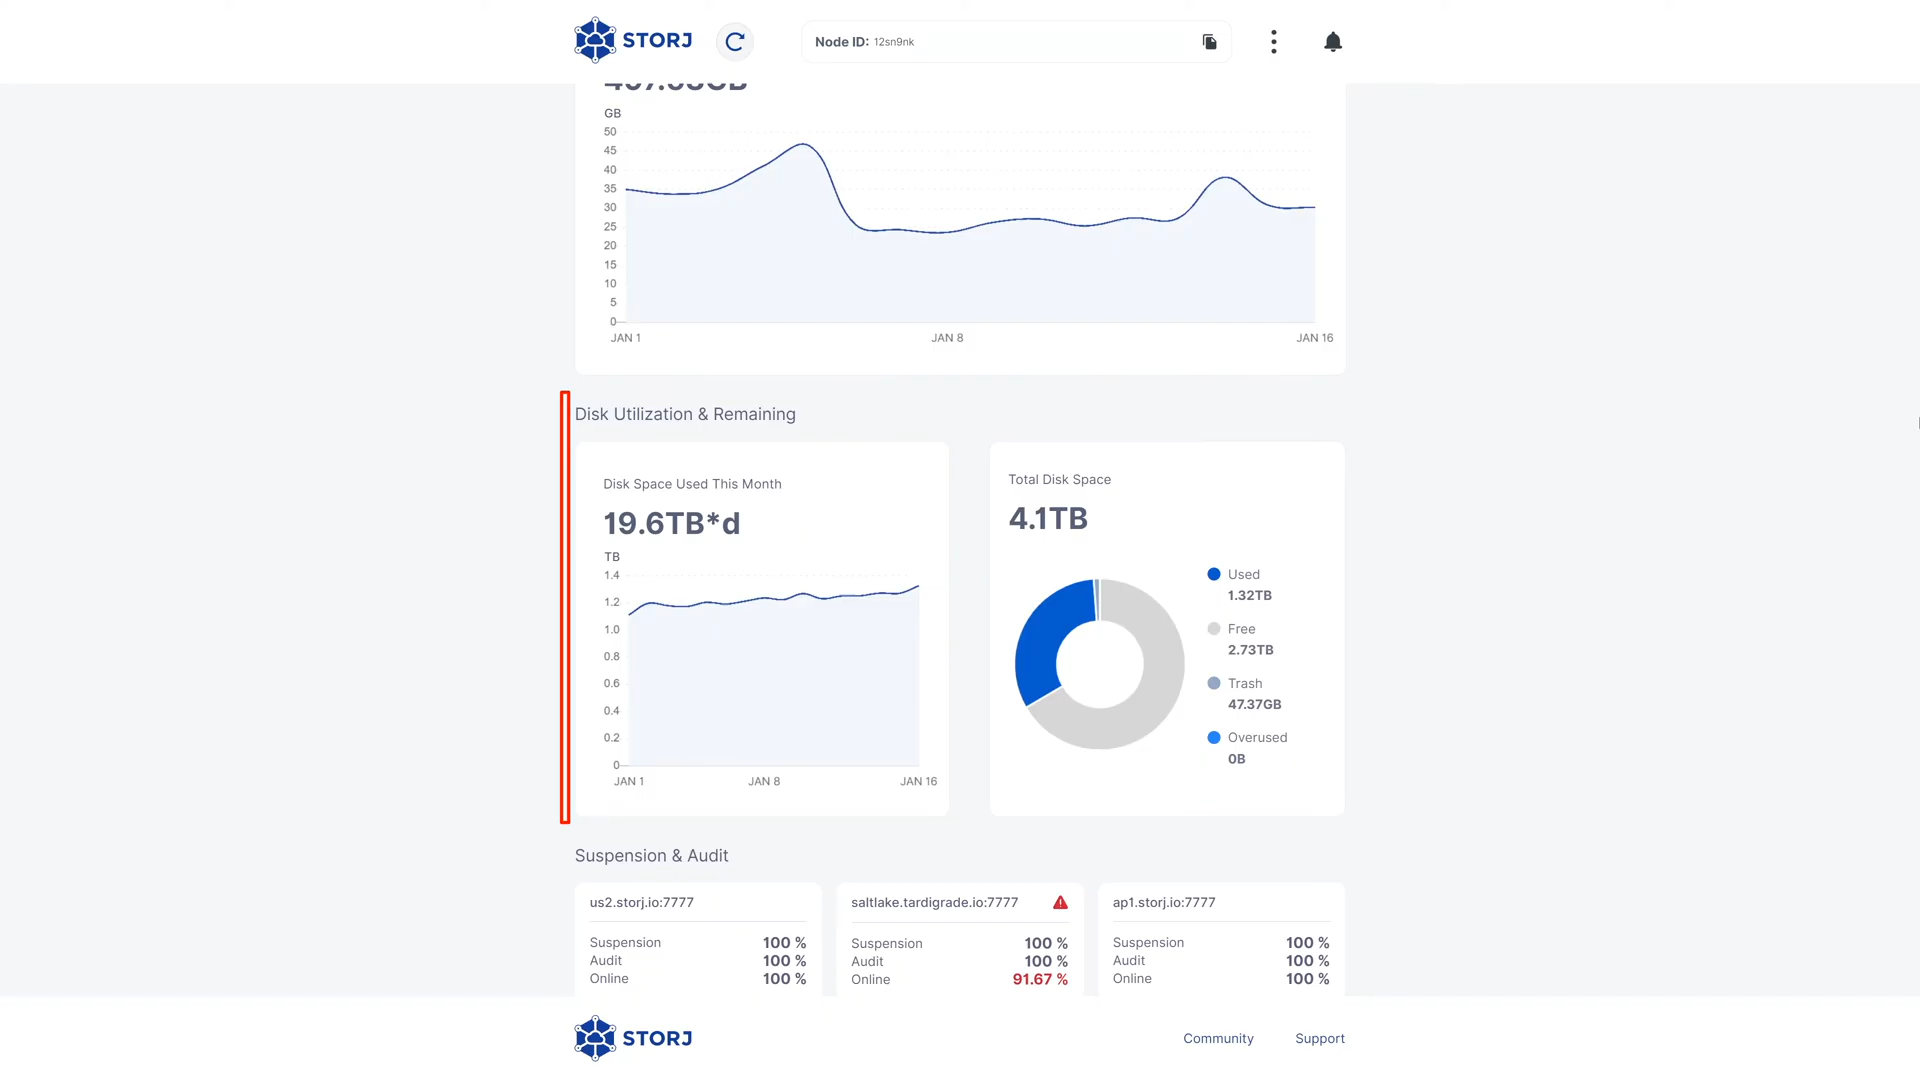 STORJ
Node ID: 12sn9nk
GB
50
45
40
35
30
25
20
15
10
5
0
JAN 1 JAN 8 JAN 16
Disk Utilization & Remaining
Disk Space Used This Month
19.6TB*d
TB
1.4
1.2
1.0
0.8
0.6
0.4
0.2
0
JAN 1 JAN 8 JAN 16
Total Disk Space
4.1TB
Used
1.32TB
Free
2.73TB
Trash
47.37GB
Overused
0B
Suspension & Audit
us2.storj.io:7777
Suspension 100 %
Audit 100 %
Online 100 %
saltlake.tardigrade.io:7777
Suspension 100 %
Audit 100 %
Online 91.67 %
ap1.storj.io:7777
Suspension 100 %
Audit 100 %
Online 100 %
STORJ
Community Support